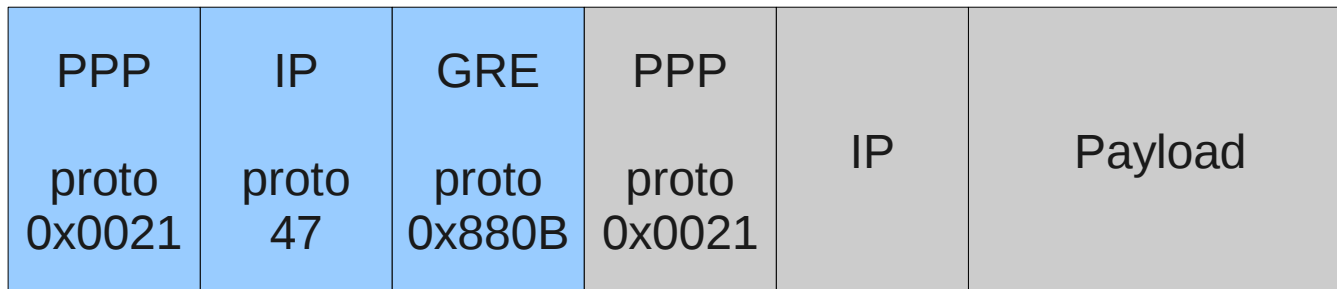 PPP
proto
0x0021
IP
proto
47
GRE
proto
0x880B
PPP
proto
0x0021
IP
Payload